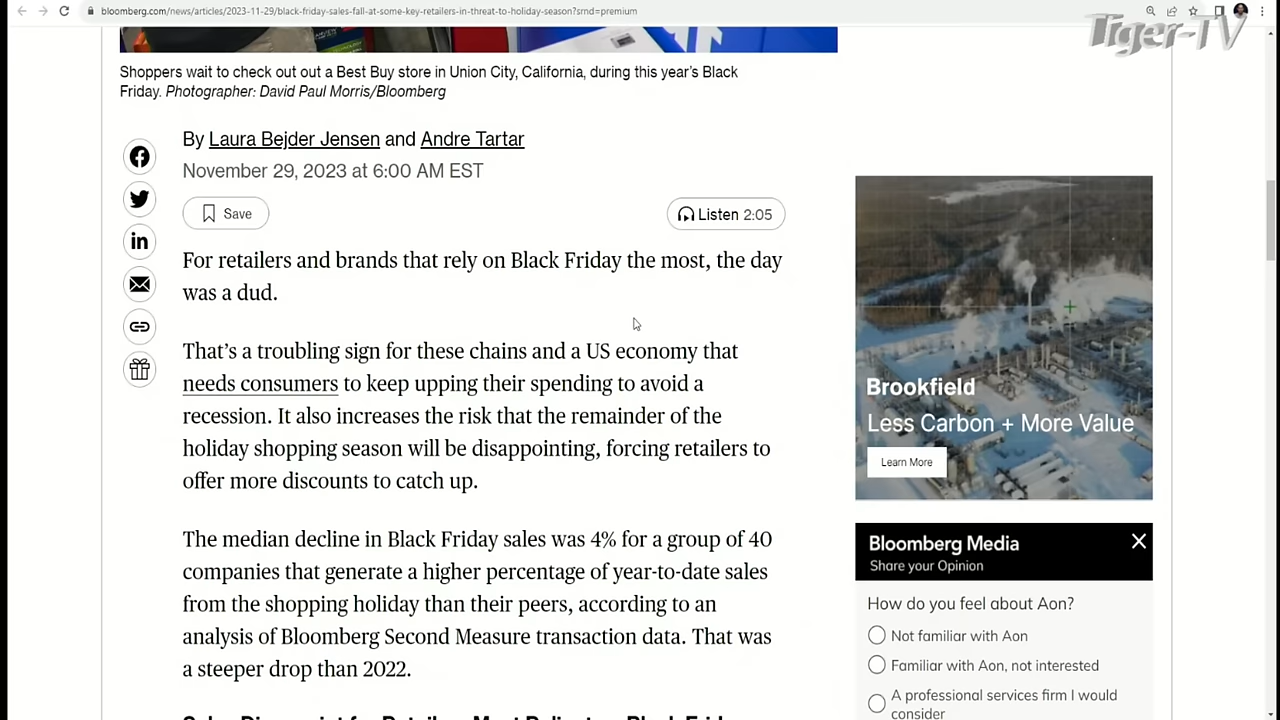 bloomberg.com/news/articles/2023-11-29/black-friday-sales-fall-at-some-key-retailers-in-threat-to-holiday-season?srnd=premium
Tiger-TV
Shoppers wait to check out out a Best Buy store in Union City, California, during this year's Black
Friday. Photographer: David Paul Morris/Bloomberg
By Laura Bejder Jensen and Andre Tartar
November 29, 2023 at 6:00 AM EST
Save
Listen 2:05
For retailers and brands that rely on Black Friday the most, the day
was a dud.
That's a troubling sign for these chains and a US economy that
needs consumers to keep upping their spending to avoid a
recession. It also increases the risk that the remainder of the
holiday shopping season will be disappointing, forcing retailers to
offer more discounts to catch up.
The median decline in Black Friday sales was 4% for a group of 40
companies that generate a higher percentage of year-to-date sales
from the shopping holiday than their peers, according to an
analysis of Bloomberg Second Measure transaction data. That was
a steeper drop than 2022.
Brookfield
Less Carbon + More Value
Learn More
Bloomberg Media
Share your Opinion
How do you feel about Aon?
Not familiar with Aon
Familiar with Aon, not interested
A professional services firm I would
consider